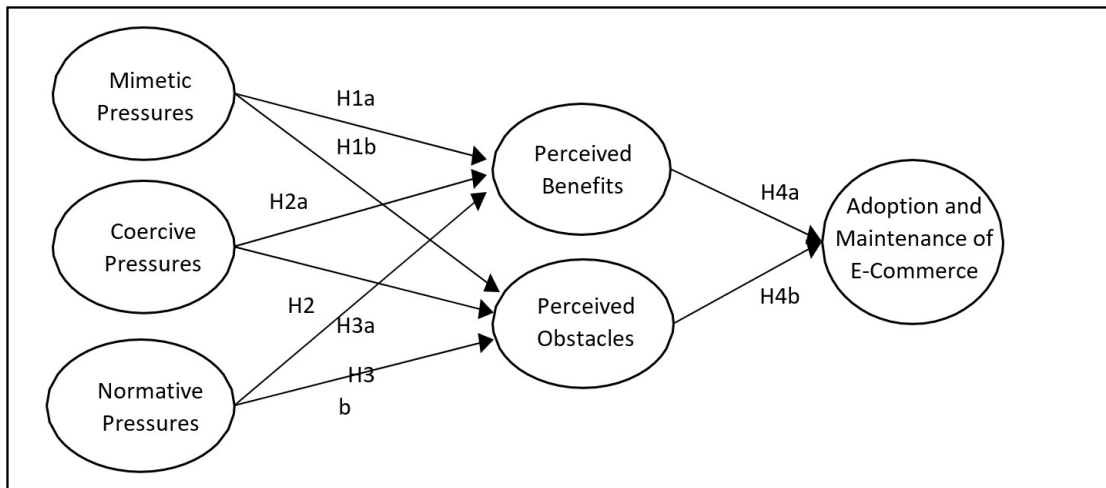 Mimetic
Pressures
H1a
H1b
Perceived
Benefits
H2a
H4a
Coercive
Pressures
Adoption and
Maintenance of
E-Commerce
H2
H3a
Perceived
Obstacles
H4b
Normative
Pressures
H3
b